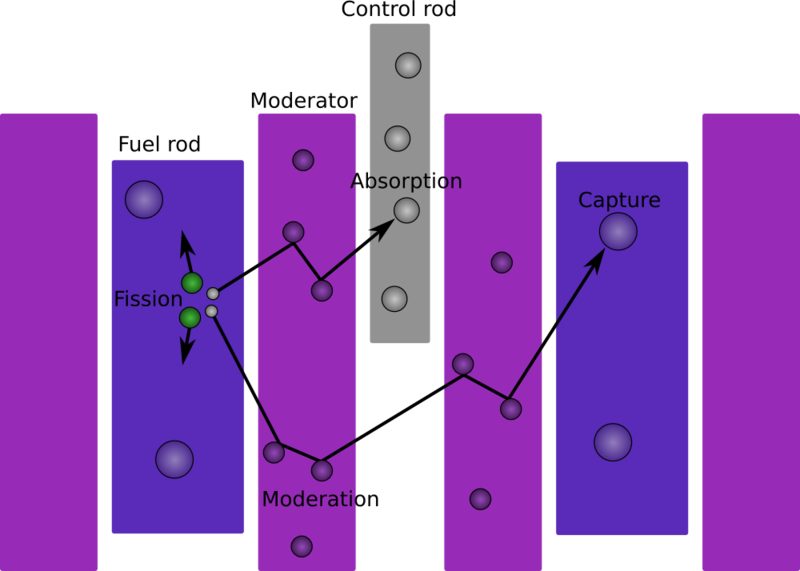 Control rod
Moderator
Fuel rod
Absorption
Capture
Fission
Moderation